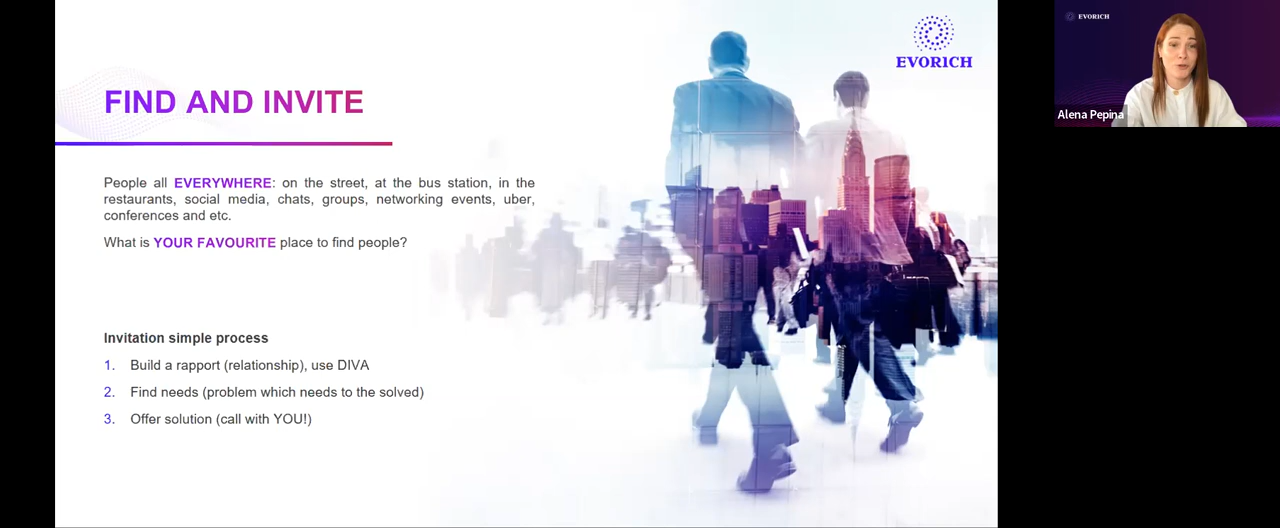 FIND AND INVITE
EVORICH
People all EVERYWHERE: on the street, at the bus station, in the
restaurants, social media, chats, groups, networking events, uber,
conferences and etc.
What is YOUR FAVOURITE place to find people?
Invitation simple process
1. Build a rapport (relationship), use DIVA
2. Find needs (problem which needs to the solved)
3. Offer solution (call with YOU!)
EVORICH
Alena Pepina